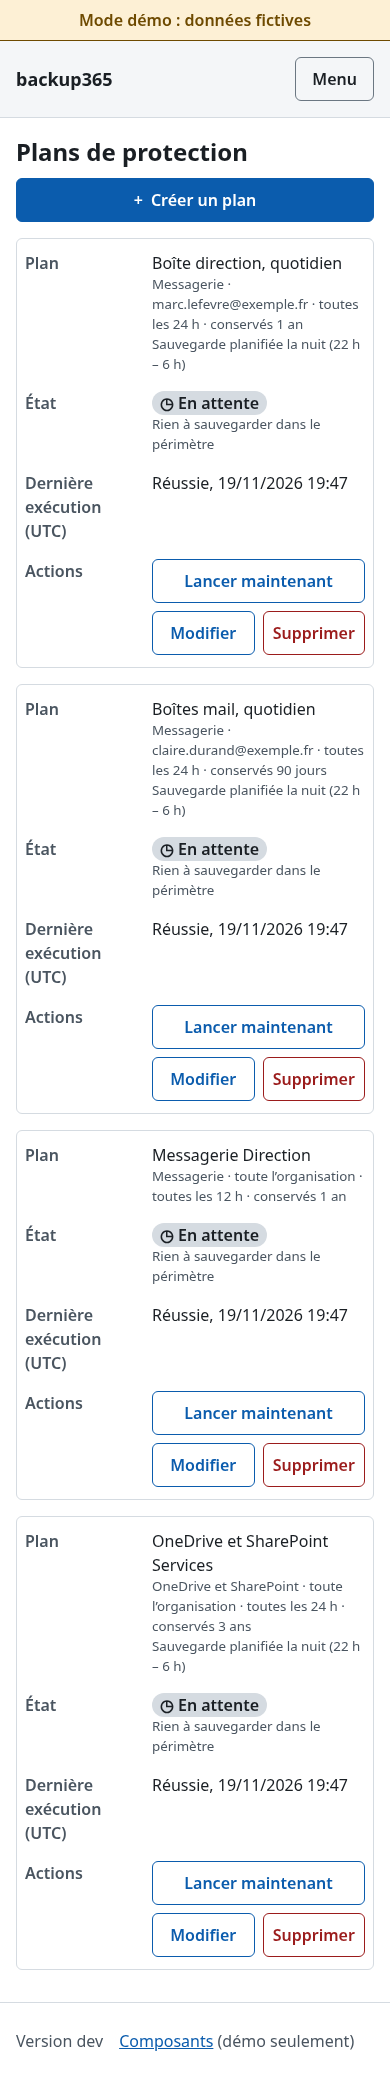 Mode démo : données fictives
backup365
Menu
Plans de protection
+ Créer un plan
Plan
Boîte direction, quotidien
Messagerie ·
marc.lefevre@exemple.fr · toutes
les 24 h · conservés 1 an
Sauvegarde planifiée la nuit (22 h
– 6 h)
État
◷ En attente
Rien à sauvegarder dans le
périmètre
Dernière
exécution
(UTC)
Réussie, 19/11/2026 19:47
Actions
Lancer maintenant
Modifier
Supprimer
Plan
Boîtes mail, quotidien
Messagerie ·
claire.durand@exemple.fr · toutes
les 24 h · conservés 90 jours
Sauvegarde planifiée la nuit (22 h
– 6 h)
État
◷ En attente
Rien à sauvegarder dans le
périmètre
Dernière
exécution
(UTC)
Réussie, 19/11/2026 19:47
Actions
Lancer maintenant
Modifier
Supprimer
Plan
Messagerie Direction
Messagerie · toute l’organisation ·
toutes les 12 h · conservés 1 an
État
◷ En attente
Rien à sauvegarder dans le
périmètre
Dernière
exécution
(UTC)
Réussie, 19/11/2026 19:47
Actions
Lancer maintenant
Modifier
Supprimer
Plan
OneDrive et SharePoint
Services
OneDrive et SharePoint · toute
l’organisation · toutes les 24 h ·
conservés 3 ans
Sauvegarde planifiée la nuit (22 h
– 6 h)
État
◷ En attente
Rien à sauvegarder dans le
périmètre
Dernière
exécution
(UTC)
Réussie, 19/11/2026 19:47
Actions
Lancer maintenant
Modifier
Supprimer
Version dev Composants (démo seulement)